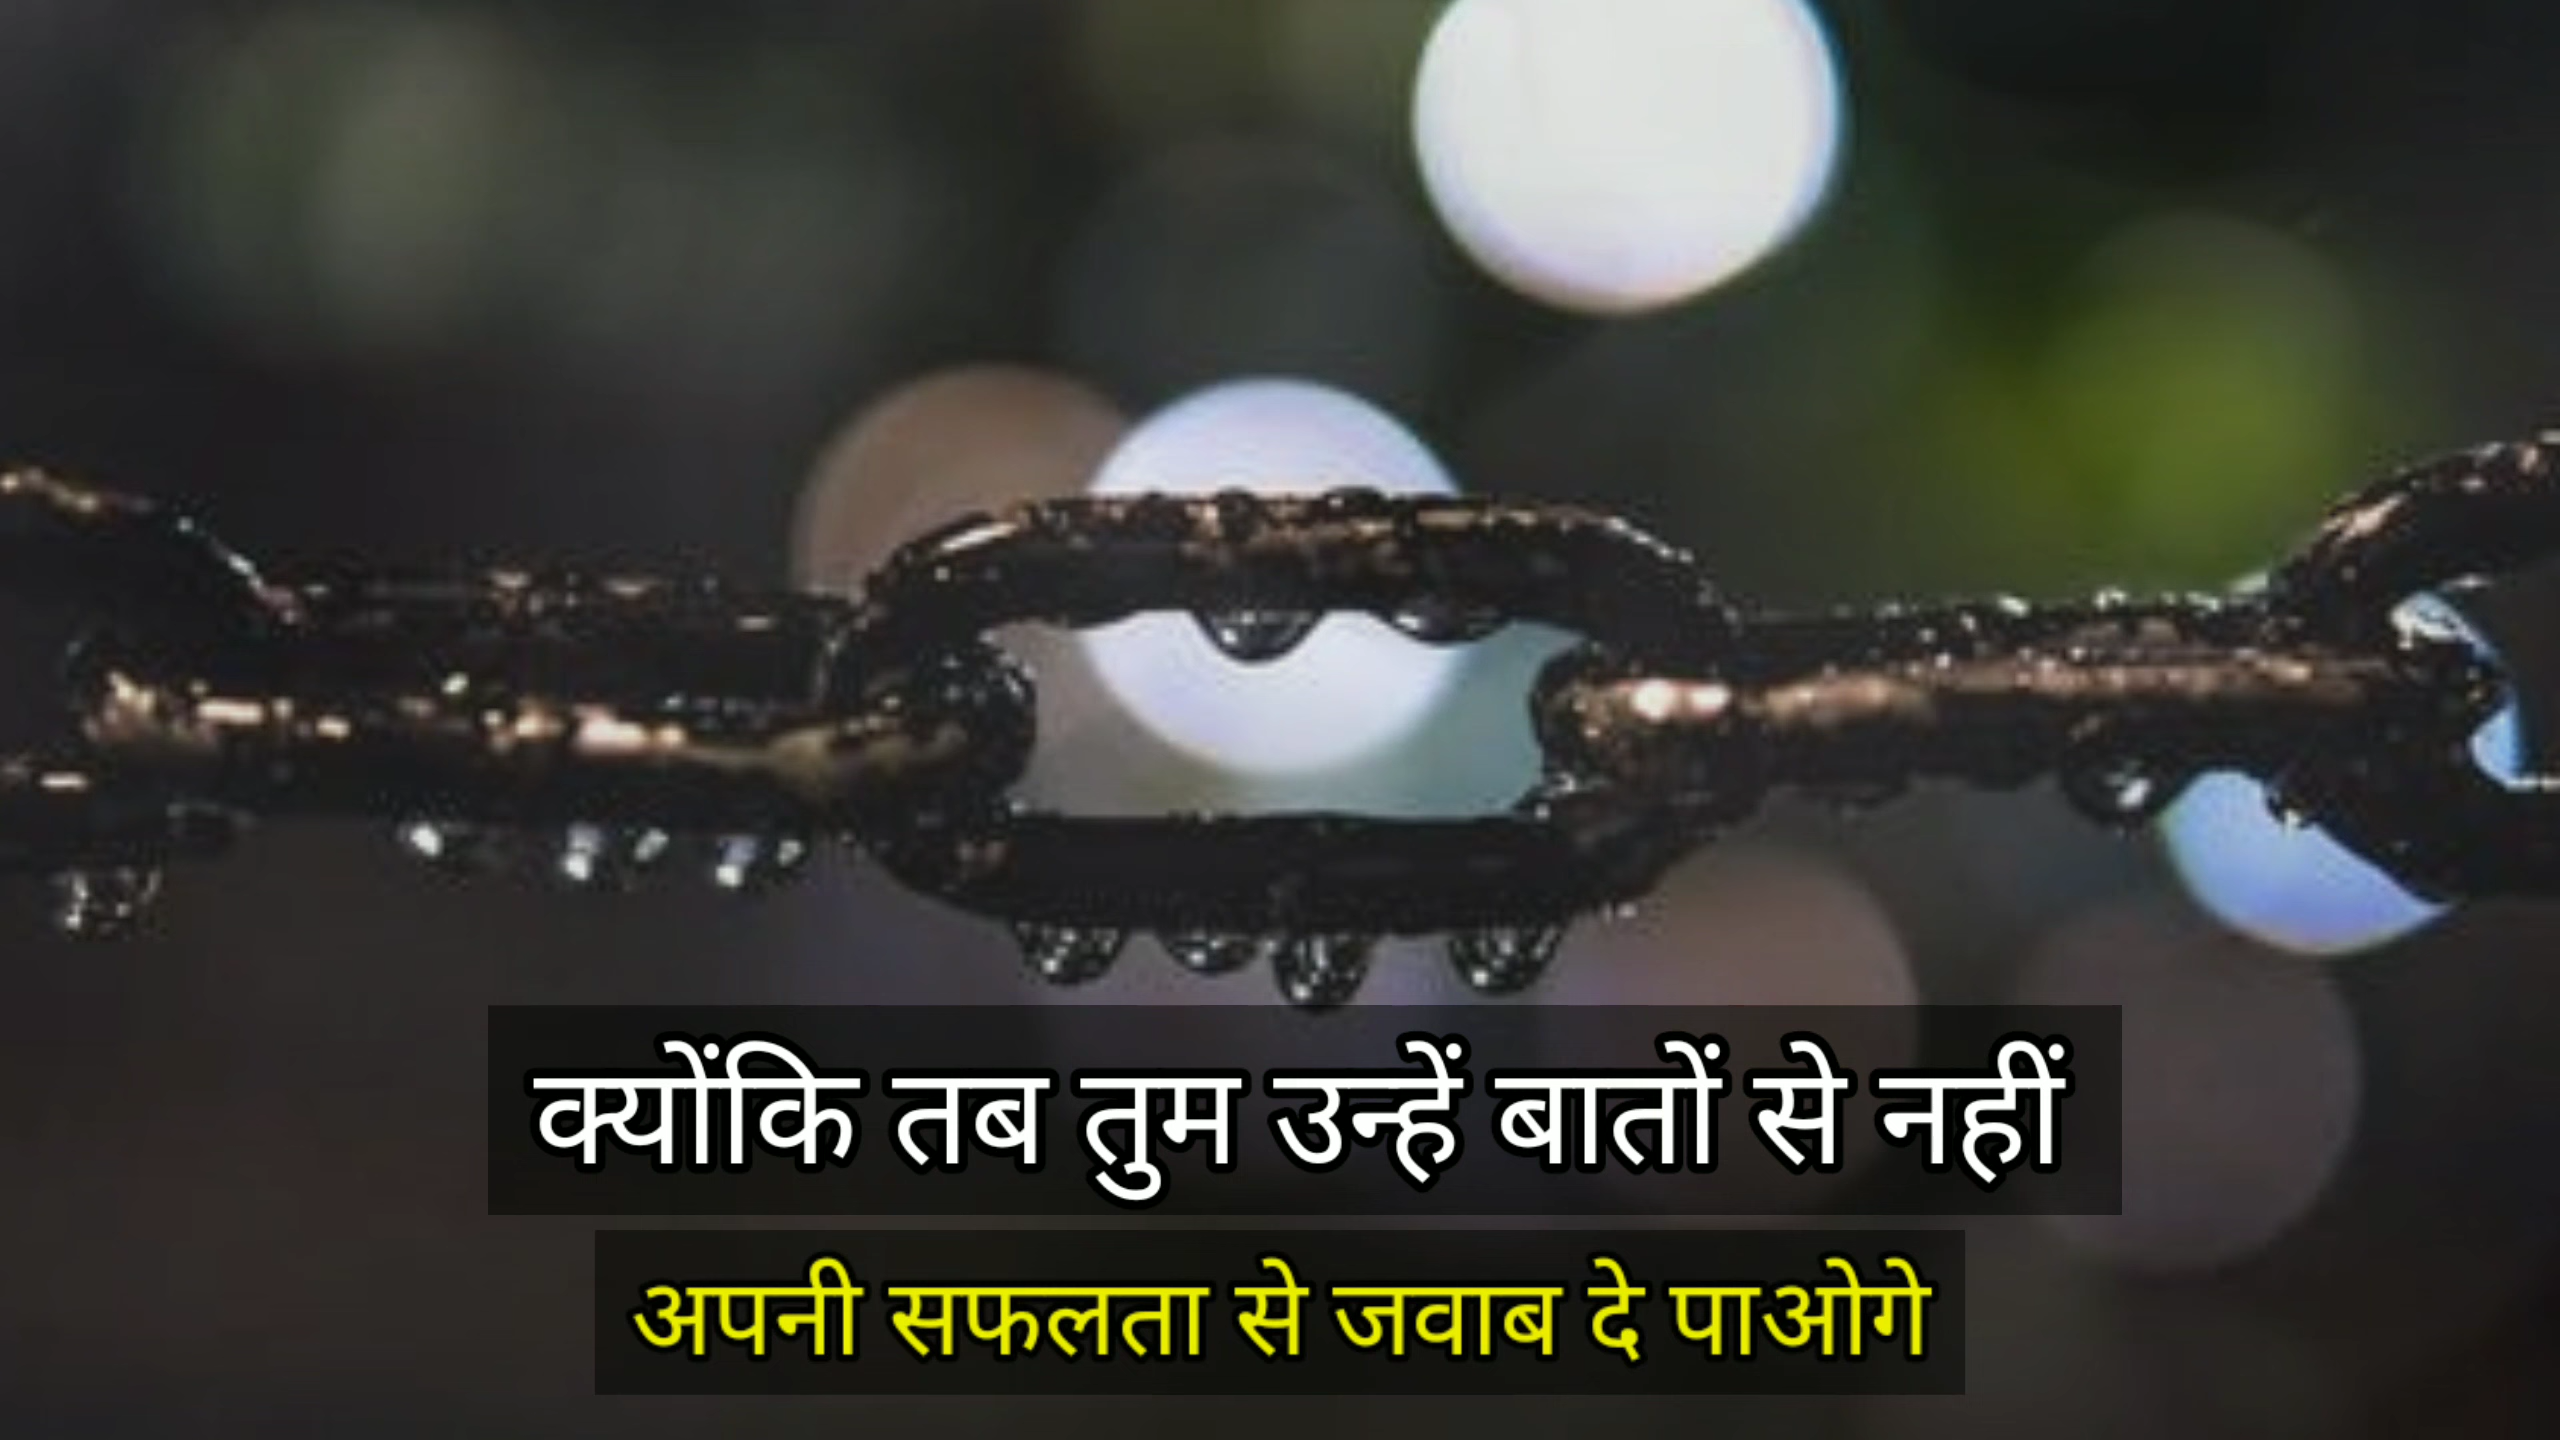 क्योंकि तब तुम उन्हें बातों से नहीं
अपनी सफलता से जवाब दे पाओगे